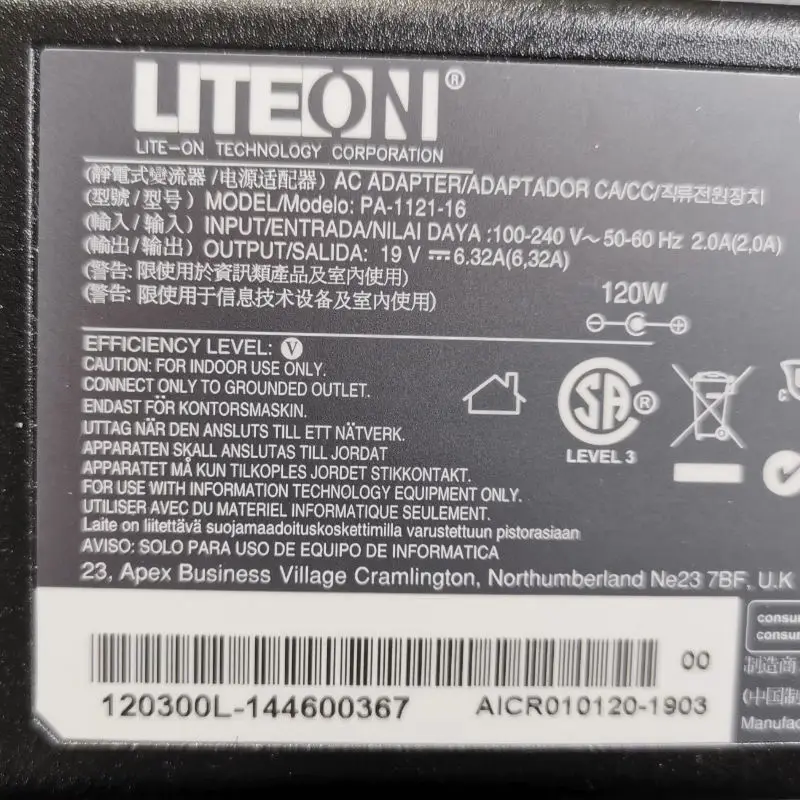 LITEON®
LITE-ON TECHNOLOGY CORPORATION
(靜電式變流器/电源适配器) AC ADAPTER/ADAPTADOR CA/CC/직류전원장치
(型號/型号) MODEL/Modelo: PA-1121-16
(輸入/输入) INPUT/ENTRADA/NILAI DAYA :100-240 V~ 50-60 Hz 2.0A(2,0A)
(輸出/输出) OUTPUT/SALIDA: 19 V ⎓ 6.32A(6,32A)
(警告: 限使用於資訊類產品及室內使用)
(警告: 限使用于信息技术设备及室内使用)
120W
EFFICIENCY LEVEL: V
CAUTION: FOR INDOOR USE ONLY.
CONNECT ONLY TO GROUNDED OUTLET.
ENDAST FÖR KONTORSMASKIN.
UTTAG NÄR DEN ANSLUTS TILL ETT NÄTVERK.
APPARATEN SKALL ANSLUTAS TILL JORDAT
APPARATET MÅ KUN TILKOPLES JORDET STIKKONTAKT.
FOR USE WITH INFORMATION TECHNOLOGY EQUIPMENT ONLY.
UTILISER AVEC DU MATERIEL INFORMATIQUE SEULEMENT.
Laite on liitettävä suojamaadoituskoskettimilla varustettuun pistorasiaan
AVISO: SOLO PARA USO DE EQUIPO DE INFORMATICA
SA®
LEVEL 3
c
23, Apex Business Village Cramlington, Northumberland Ne23 7BF, U.K
00
120300L-144600367
AICR010120-1903
制造商
(中国制